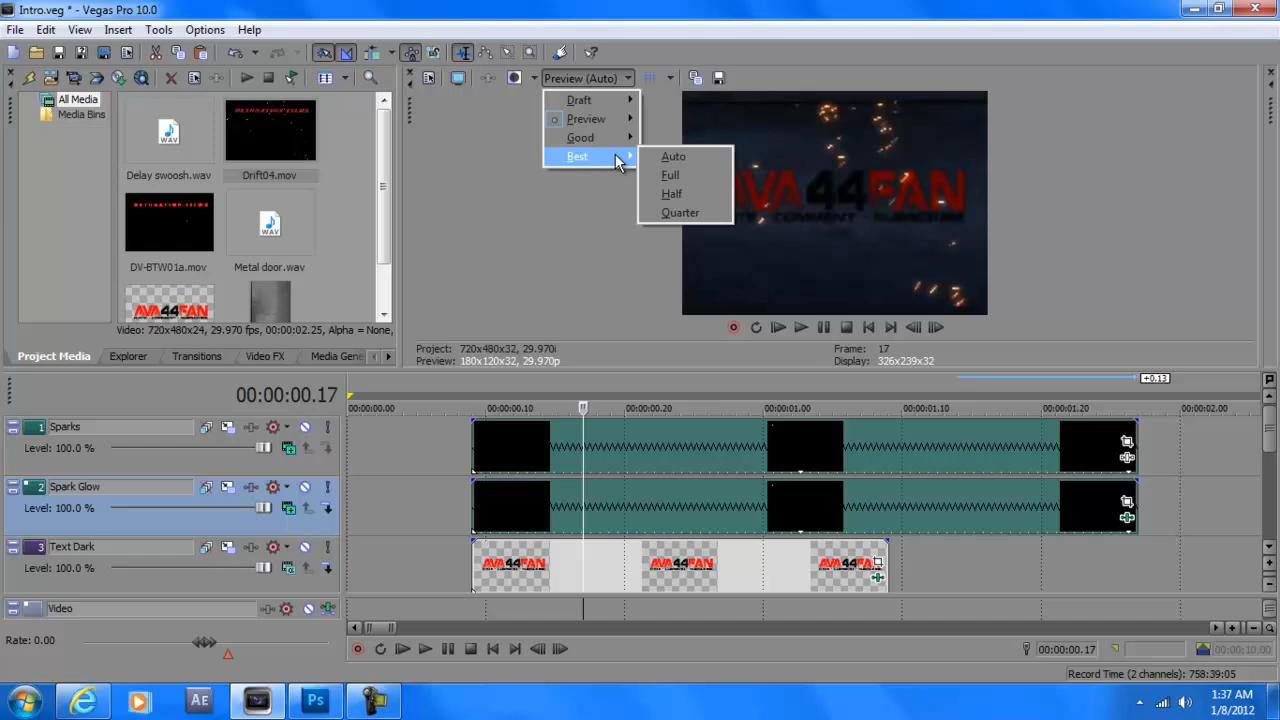 Intro.veg * - Vegas Pro 10.0
File Edit View Insert Tools Options Help
Preview (Auto)
Draft
Preview
Good
Best
Auto
Full
Half
Quarter
All Media
Media Bins
Delay swoosh.wav Drift04.mov
DV-BTW01a.mov Metal door.wav
AVA44FAN
Video: 720x480x24, 29.970 fps, 00:00:02.25, Alpha = None,
Project Media Explorer Transitions Video FX Media Gene
AVA44FAN
COMMENT
Project: 720x480x32, 29.970i
Preview: 180x120x32, 29.970p
Frame: 17
Display: 326x239x32
+0.13
00:00:00.17
00:00:00.00 00:00:00.10 00:00:00.20 00:00:01.00 00:00:01.10 00:00:01.20 00:00:02.00
1 Sparks
Level: 100.0 %
2 Spark Glow
Level: 100.0 %
3 Text Dark
Level: 100.0 %
AVA44FAN AVA44FAN AVA44FAN
Video
Rate: 0.00
00:00:00.17
00:00:10.00
Record Time (2 channels): 758:39:05
Ae
Ps
1:37 AM
1/8/2012